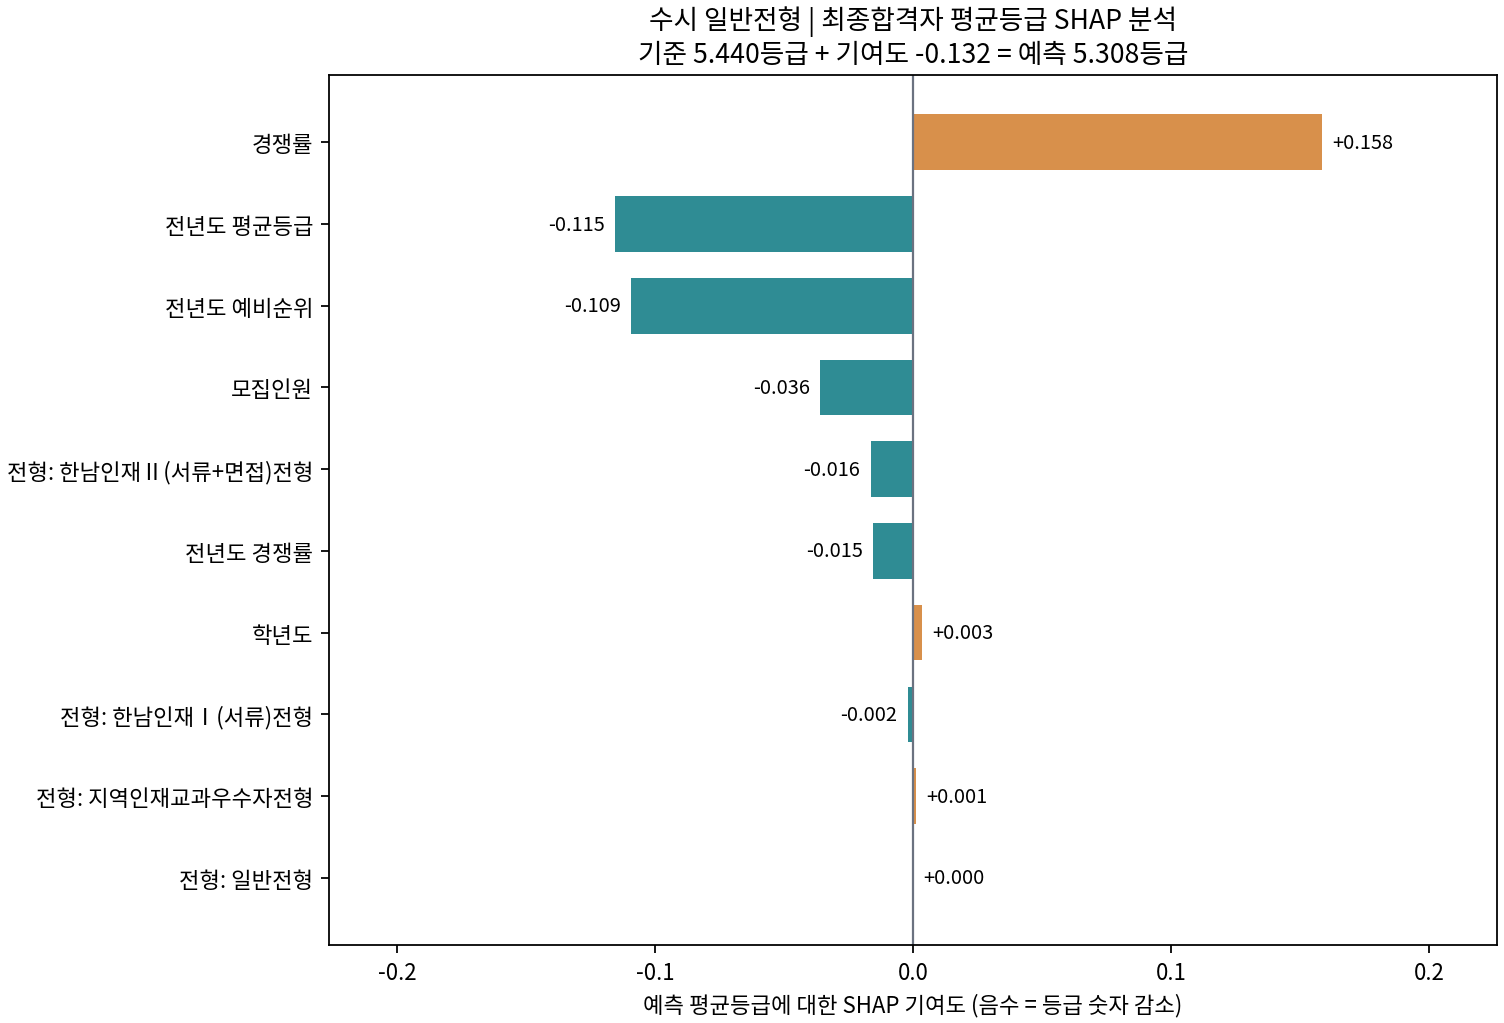 수시 일반전형 | 최종합격자 평균등급 SHAP 분석
기준 5.440등급 + 기여도 -0.132 = 예측 5.308등급
경쟁률 +0.158
전년도 평균등급 -0.115
전년도 예비순위 -0.109
모집인원 -0.036
전형: 한남인재Ⅱ(서류+면접)전형 -0.016
전년도 경쟁률 -0.015
학년도 +0.003
전형: 한남인재Ⅰ(서류)전형 -0.002
전형: 지역인재교과우수자전형 +0.001
전형: 일반전형 +0.000
-0.2 -0.1 0.0 0.1 0.2
예측 평균등급에 대한 SHAP 기여도 (음수 = 등급 숫자 감소)